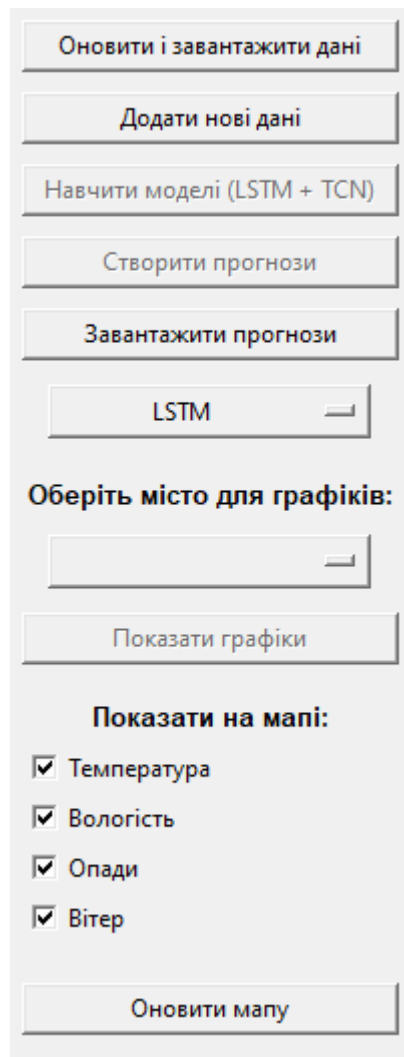 Оновити і завантажити дані
Додати нові дані
Навчити моделі (LSTM + TCN)
Створити прогнози
Завантажити прогнози
LSTM
Оберіть місто для графіків:
Показати графіки
Показати на мапі:
Температура
Вологість
Опади
Вітер
Оновити мапу